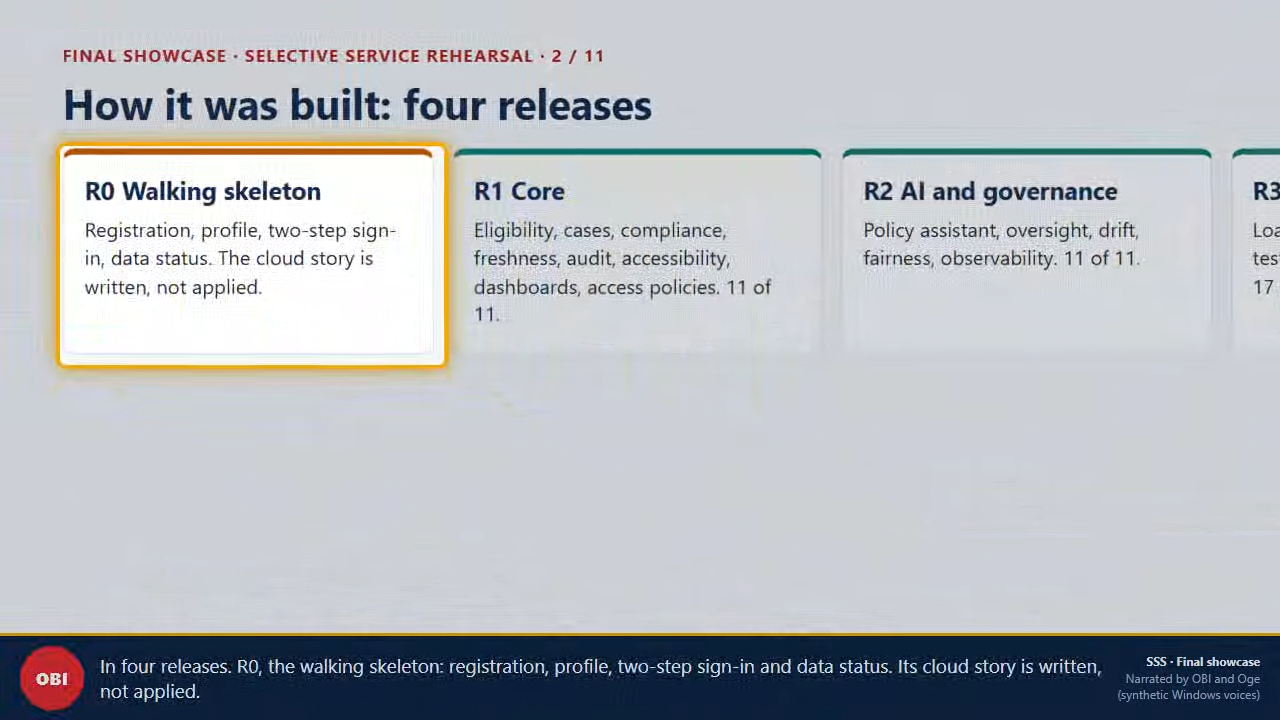 FINAL SHOWCASE · SELECTIVE SERVICE REHEARSAL · 2 / 11
How it was built: four releases
R0 Walking skeleton
Registration, profile, two-step sign-
in, data status. The cloud story is
written, not applied.
R1 Core
Eligibility, cases, compliance,
freshness, audit, accessibility,
dashboards, access policies. 11 of
11.
R2 AI and governance
Policy assistant, oversight, drift,
fairness, observability. 11 of 11.
R3
17
OBI
In four releases. R0, the walking skeleton: registration, profile, two-step sign-in and data status. Its cloud story is written,
not applied.
SSS · Final showcase
Narrated by OBI and Oge
(synthetic Windows voices)